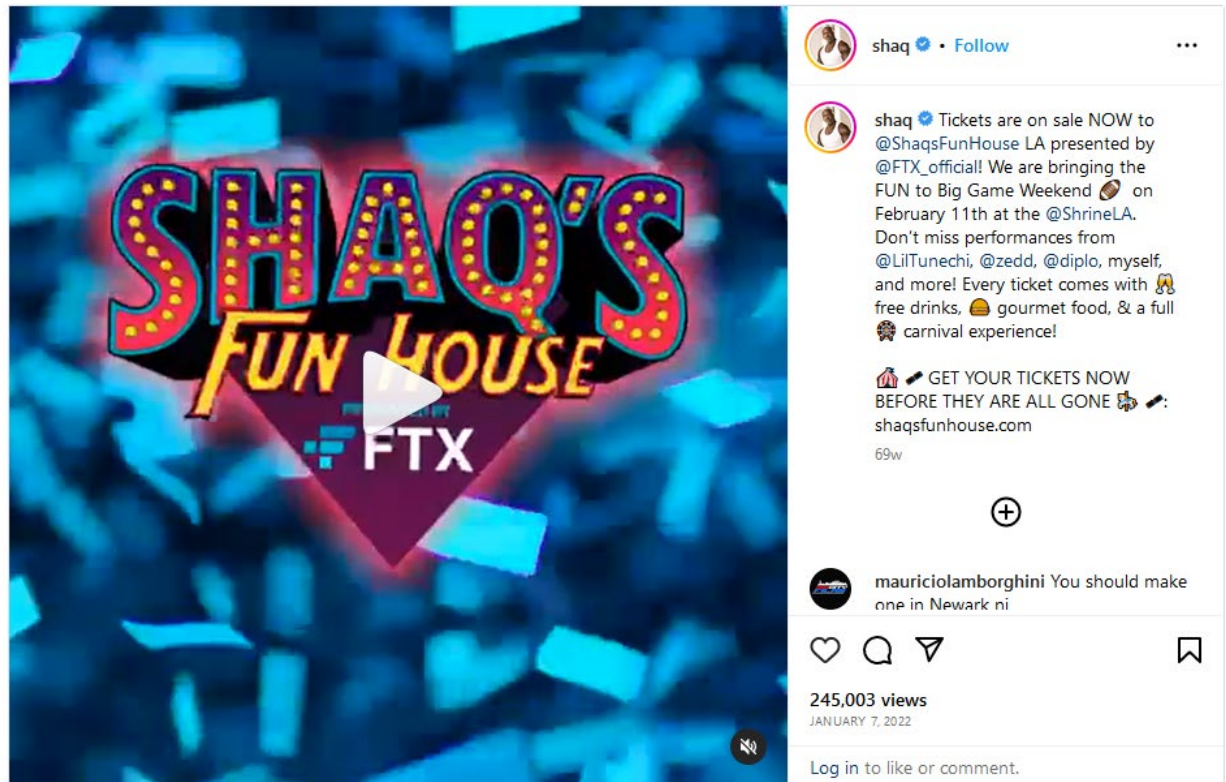 SHAQ'S
FUN HOUSE
FTX
shaq • Follow
shaq Tickets are on sale NOW to
@ShaqsFunHouse LA presented by
@FTX_official! We are bringing the
FUN to Big Game Weekend 🏈 on
February 11th at the @ShrineLA.
Don't miss performances from
@LilTunechi, @zedd, @diplo, myself,
and more! Every ticket comes with 🥂
free drinks, 🍔 gourmet food, & a full
🎡 carnival experience!
🎪 🎟 GET YOUR TICKETS NOW
BEFORE THEY ARE ALL GONE 🎠 🎟:
shaqsfunhouse.com
69w
mauriciolamborghini You should make
one in Newark nj
245,003 views
JANUARY 7, 2022
Log in to like or comment.